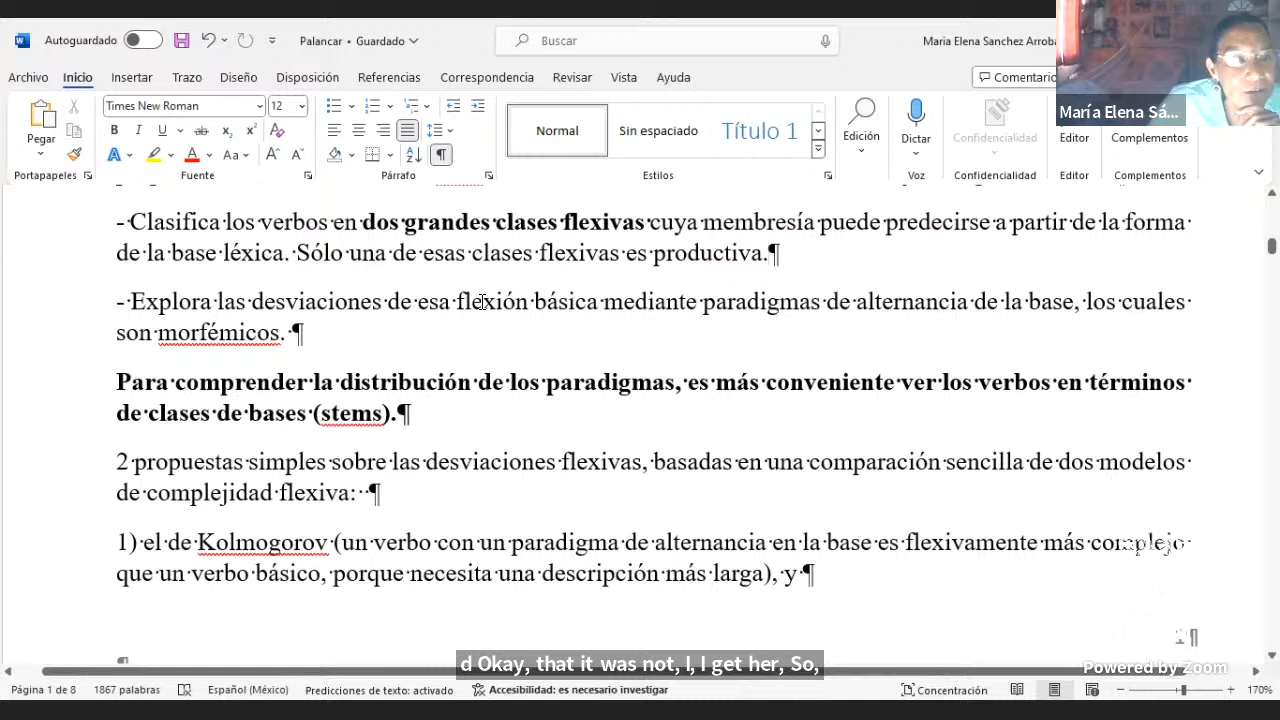 Autoguardado
Palancar • Guardado
Buscar
Maria Elena Sanchez Arroba
Archivo Inicio Insertar Trazo Diseño Disposición Referencias Correspondencia Revisar Vista Ayuda
Comentario
María Elena Sá...
Times New Roman 12
Pegar
Normal
Sin espaciado
Título 1
Edición
Dictar
Confidencialidad
Editor
Complementos
Portapapeles Fuente Párrafo Estilos Voz Confidencialidad Editor Complementos
- Clasifica los verbos en dos grandes clases flexivas cuya membresía puede predecirse a partir de la forma
de la base léxica. Sólo una de esas clases flexivas es productiva.¶
- Explora las desviaciones de esa flexión básica mediante paradigmas de alternancia de la base, los cuales
son morfémicos. ¶
Para comprender la distribución de los paradigmas, es más conveniente ver los verbos en términos
de clases de bases (stems).¶
2 propuestas simples sobre las desviaciones flexivas, basadas en una comparación sencilla de dos modelos
de complejidad flexiva: ¶
1) el de Kolmogorov (un verbo con un paradigma de alternancia en la base es flexivamente más complejo
que un verbo básico, porque necesita una descripción más larga), y ¶
1¶
d Okay, that it was not, I, I get her, So,
Powered by Zoom
Página 1 de 8 1867 palabras Español (México) Predicciones de texto: activado Accesibilidad: es necesario investigar Concentración 170%